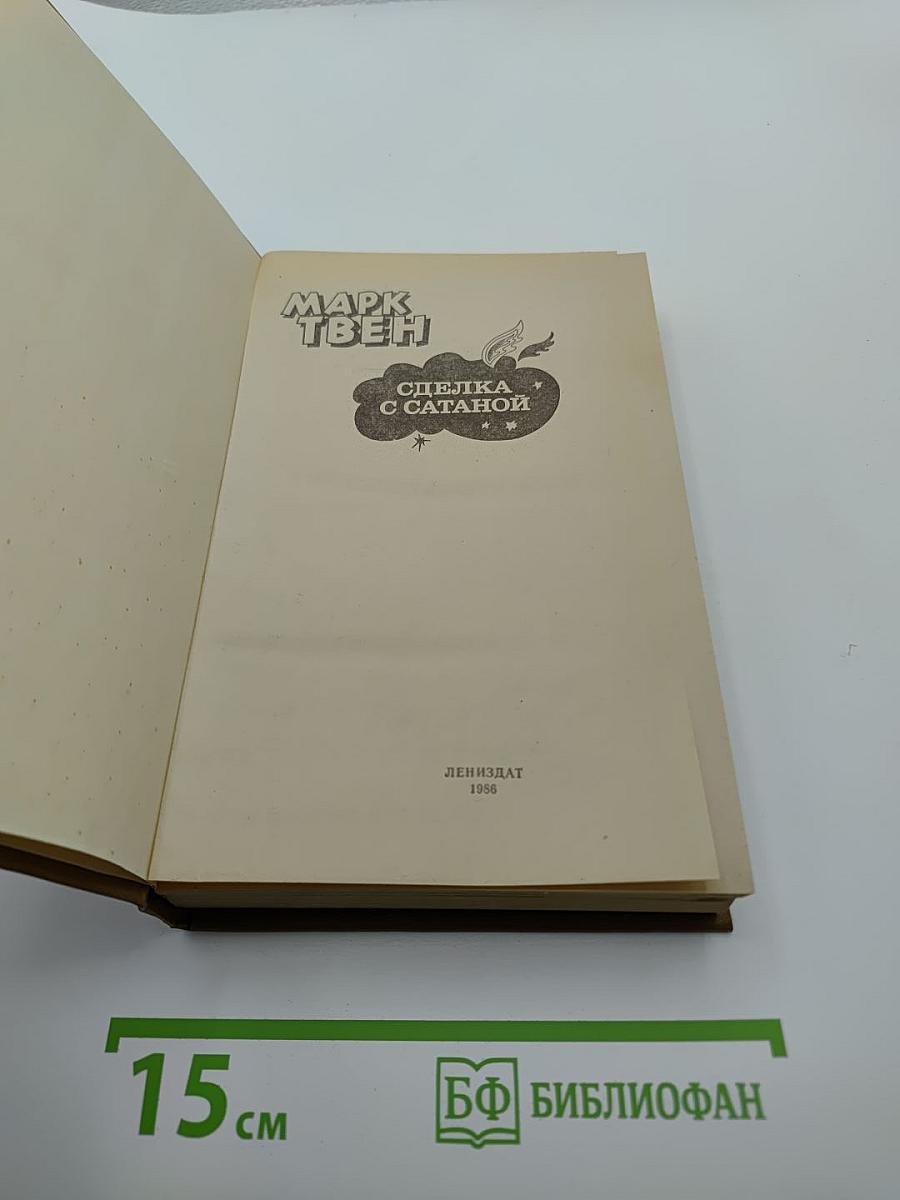 МАРК
ТВЕН
СДЕЛКА
С САТАНОЙ
ЛЕНИЗДАТ
1986
15 см
БФ БИБЛИОФАН